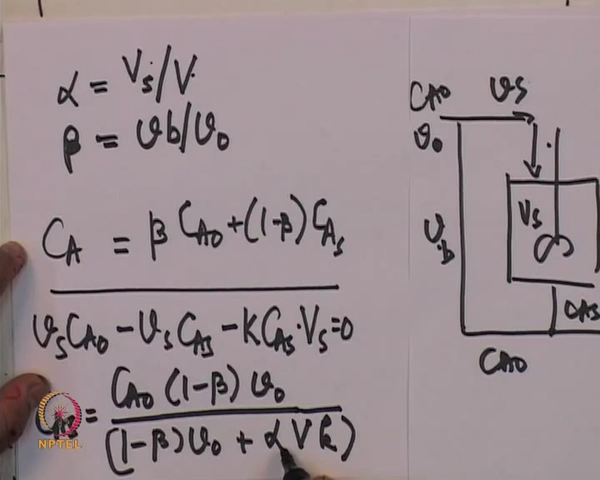 α = Vs/V
β = υb/υ0
CA = β CA0 + (1-β) CAs
υs CA0 - υs CAs - K CAs · Vs = 0
CAs = CA0 (1-β) υ0 / ((1-β) υ0 + α V k)
CA0 υs
υ0
Vs
υb
CAs
CA0
NPTEL